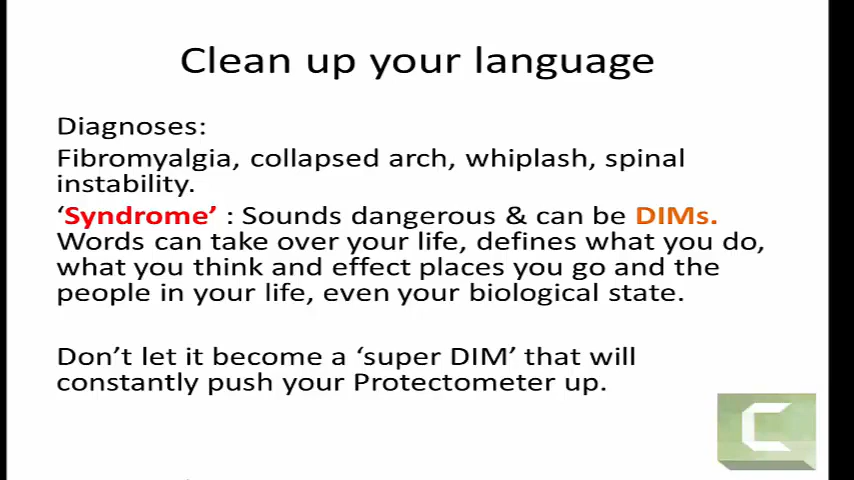 Clean up your language
Diagnoses:
Fibromyalgia, collapsed arch, whiplash, spinal
instability.
‘Syndrome’ : Sounds dangerous & can be DIMs.
Words can take over your life, defines what you do,
what you think and effect places you go and the
people in your life, even your biological state.
Don’t let it become a ‘super DIM’ that will
constantly push your Protectometer up.
C